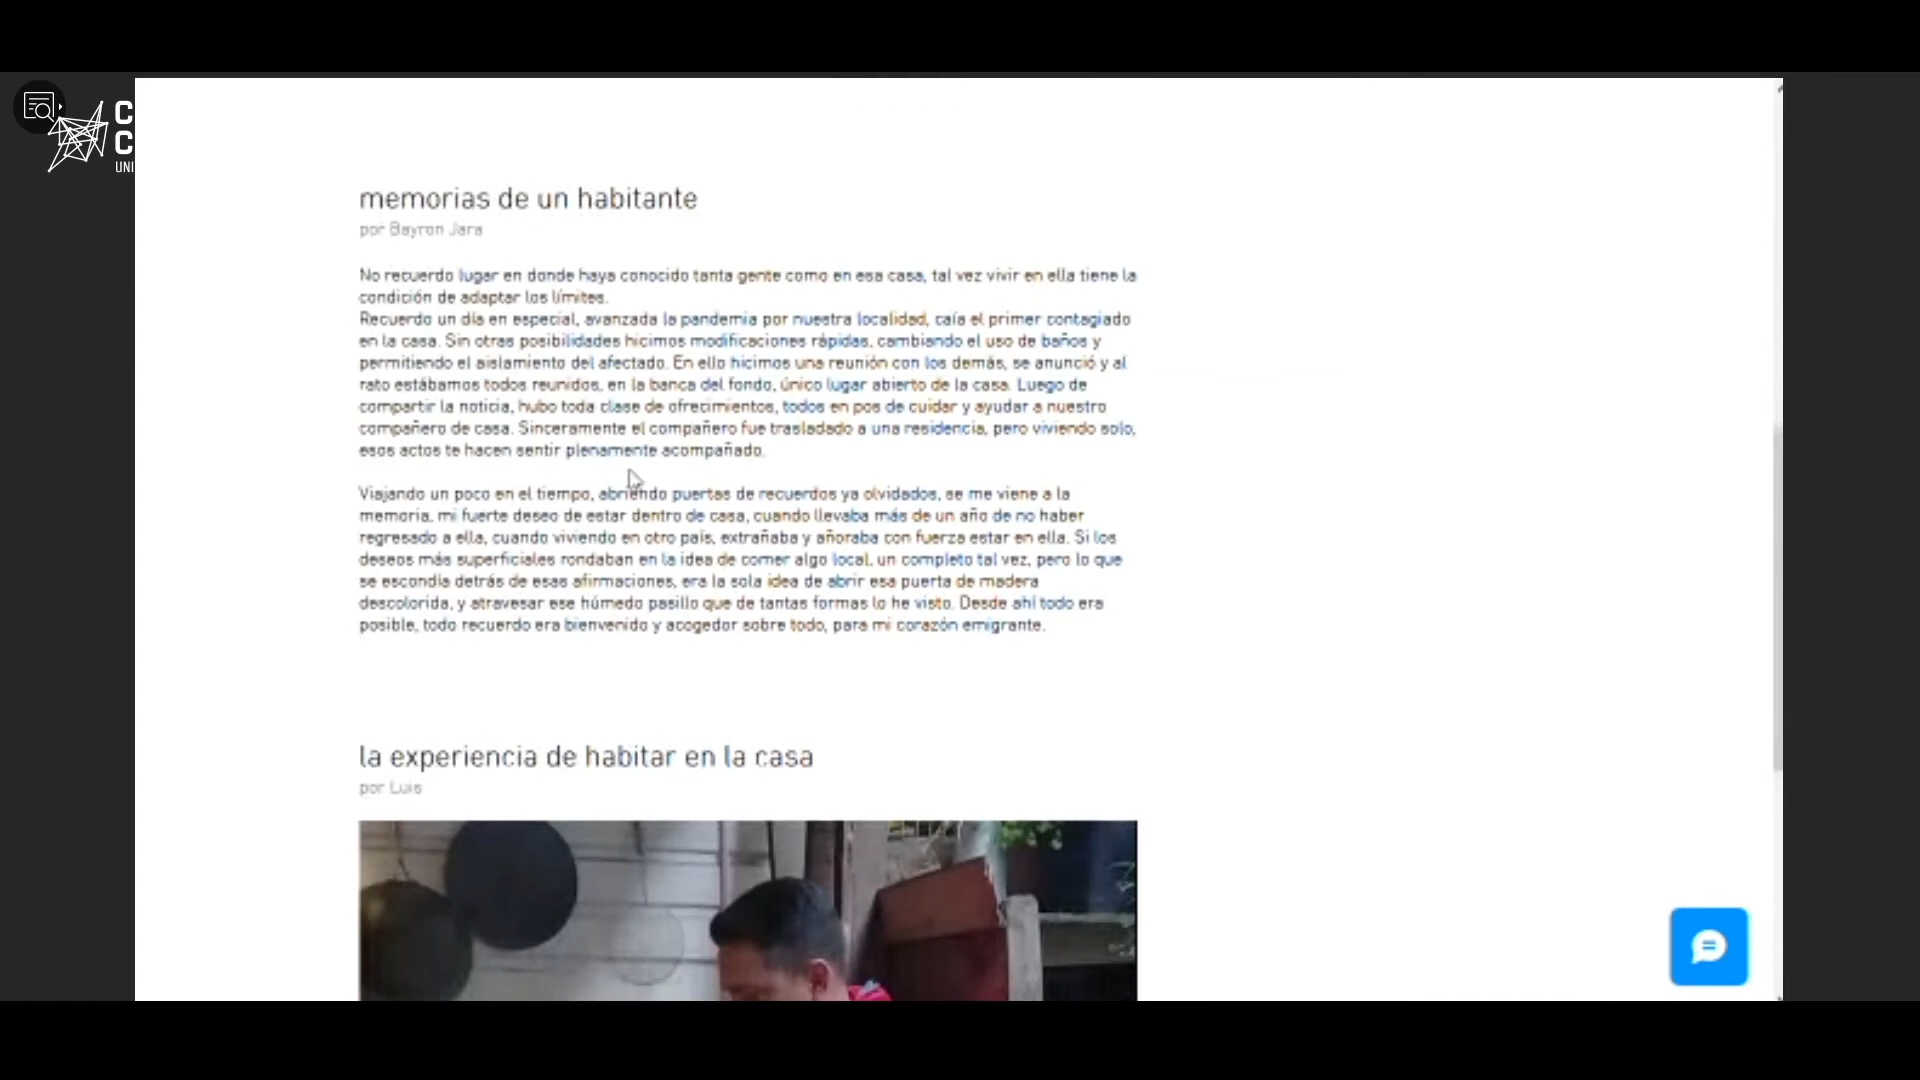 C
C
UNI
memorias de un habitante
por Bayron Jara
No recuerdo lugar en donde haya conocido tanta gente como en esa casa, tal vez vivir en ella tiene la
condición de adaptar los límites.
Recuerdo un día en especial, avanzada la pandemia por nuestra localidad, caía el primer contagiado
en la casa. Sin otras posibilidades hicimos modificaciones rápidas, cambiando el uso de baños y
permitiendo el aislamiento del afectado. En ello hicimos una reunión con los demás, se anunció y al
rato estábamos todos reunidos, en la banca del fondo, único lugar abierto de la casa. Luego de
compartir la noticia, hubo toda clase de ofrecimientos, todos en pos de cuidar y ayudar a nuestro
compañero de casa. Sinceramente el compañero fue trasladado a una residencia, pero viviendo solo,
esos actos te hacen sentir plenamente acompañado.
Viajando un poco en el tiempo, abriendo puertas de recuerdos ya olvidados, se me viene a la
memoria, mi fuerte deseo de estar dentro de casa, cuando llevaba más de un año de no haber
regresado a ella, cuando viviendo en otro país, extrañaba y añoraba con fuerza estar en ella. Si los
deseos más superficiales rondaban en la idea de comer algo local, un completo tal vez, pero lo que
se escondía detrás de esas afirmaciones, era la sola idea de abrir esa puerta de madera
descolorida, y atravesar ese húmedo pasillo que de tantas formas lo he visto. Desde ahí todo era
posible, todo recuerdo era bienvenido y acogedor sobre todo, para mi corazón emigrante.
la experiencia de habitar en la casa
por Luis